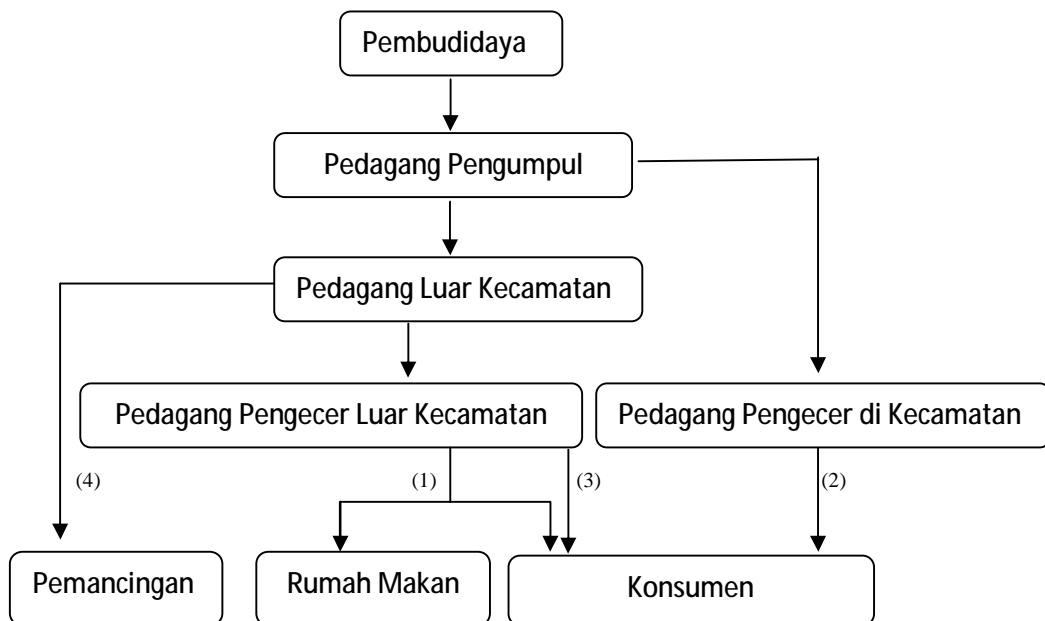 Pembudidaya
Pedagang Pengumpul
Pedagang Luar Kecamatan
Pedagang Pengecer Luar Kecamatan
Pedagang Pengecer di Kecamatan
(4)
(1)
(3)
(2)
Pemancingan
Rumah Makan
Konsumen